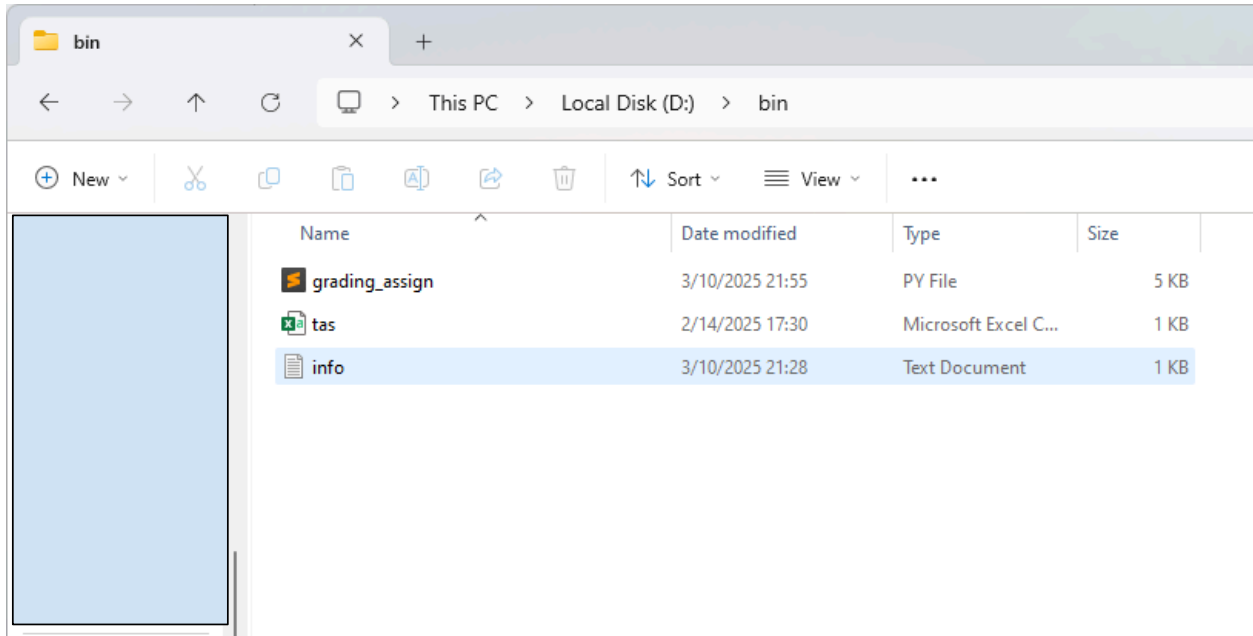 bin
This PC > Local Disk (D:) > bin
New Sort View ...
Name Date modified Type Size
grading_assign 3/10/2025 21:55 PY File 5 KB
tas 2/14/2025 17:30 Microsoft Excel C... 1 KB
info 3/10/2025 21:28 Text Document 1 KB